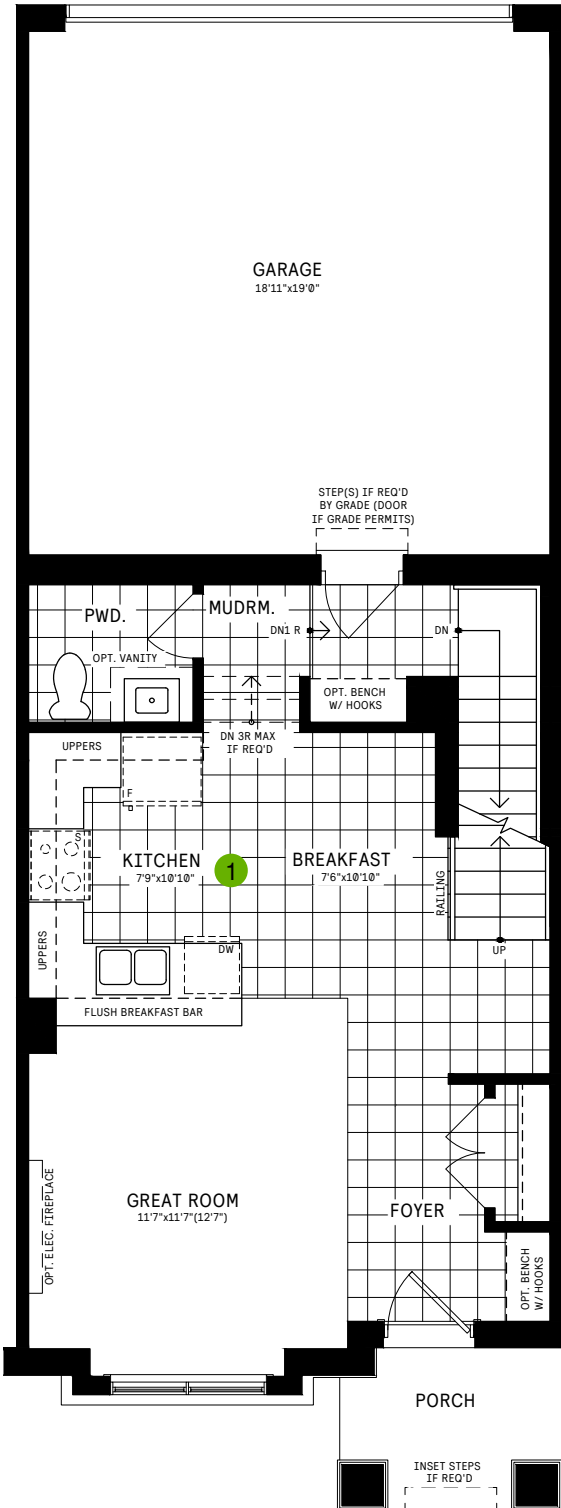 GARAGE
18'11"x19'0"
STEP(S) IF REQ'D
BY GRADE (DOOR
IF GRADE PERMITS)
PWD.
MUDRM.
DN1 R
DN
OPT. VANITY
OPT. BENCH
W/ HOOKS
DN 3R MAX
IF REQ'D
UPPERS
F
S
KITCHEN
7'9"x10'10"
1
BREAKFAST
7'6"x10'10"
RAILING
UPPERS
DW
UP
FLUSH BREAKFAST BAR
GREAT ROOM
11'7"x11'7"(12'7")
OPT. ELEC. FIREPLACE
FOYER
OPT. BENCH
W/ HOOKS
PORCH
INSET STEPS
IF REQ'D